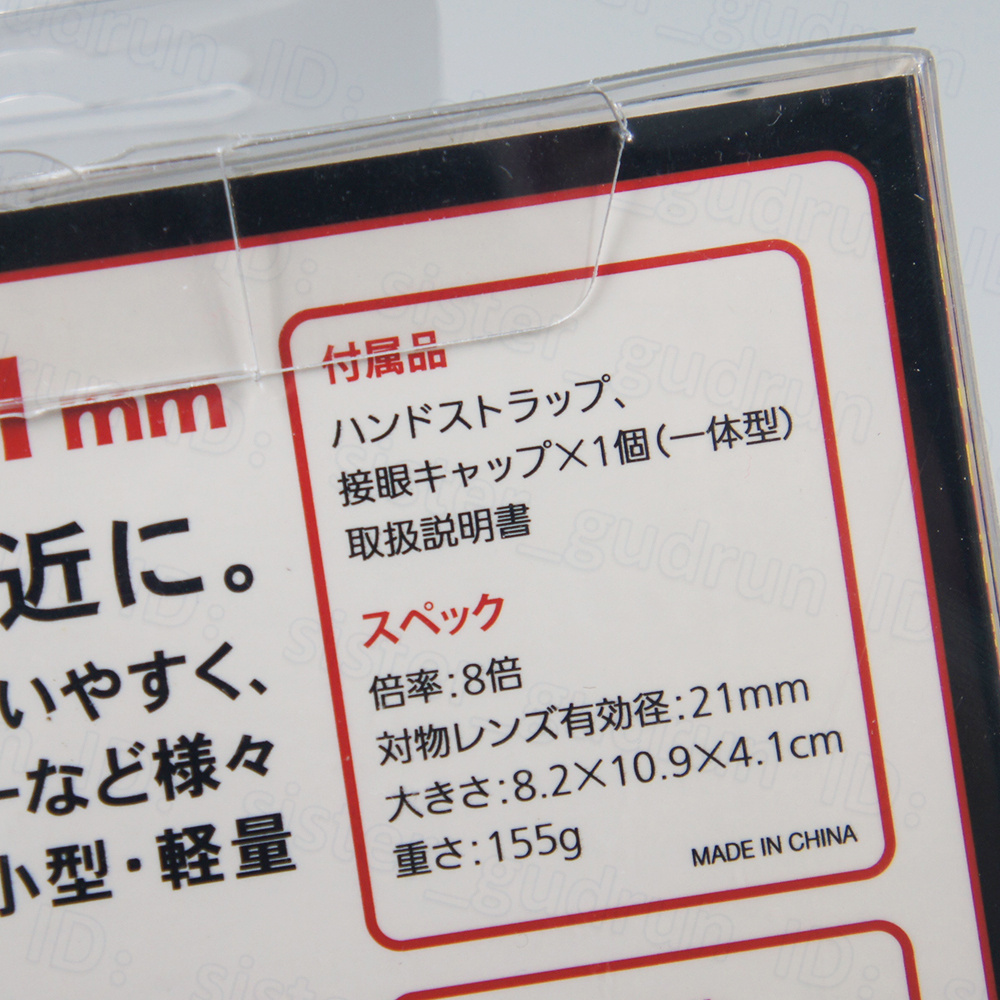 1 mm
近に。
いやすく、
ーなど様々
小型・軽量
付属品
ハンドストラップ、
接眼キャップ×1個(一体型)
取扱説明書
スペック
倍率:8倍
対物レンズ有効径:21mm
大きさ:8.2×10.9×4.1cm
重さ:155g
MADE IN CHINA
sister_gudrun ID: